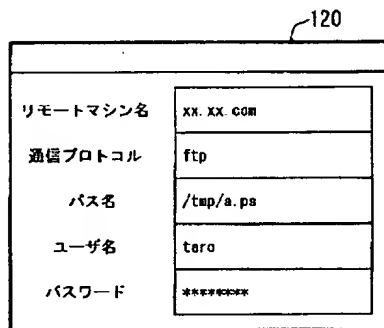 120
リモートマシン名 xx.xx.com
通信プロトコル ftp
パス名 /tmp/a.ps
ユーザ名 taro
パスワード ********